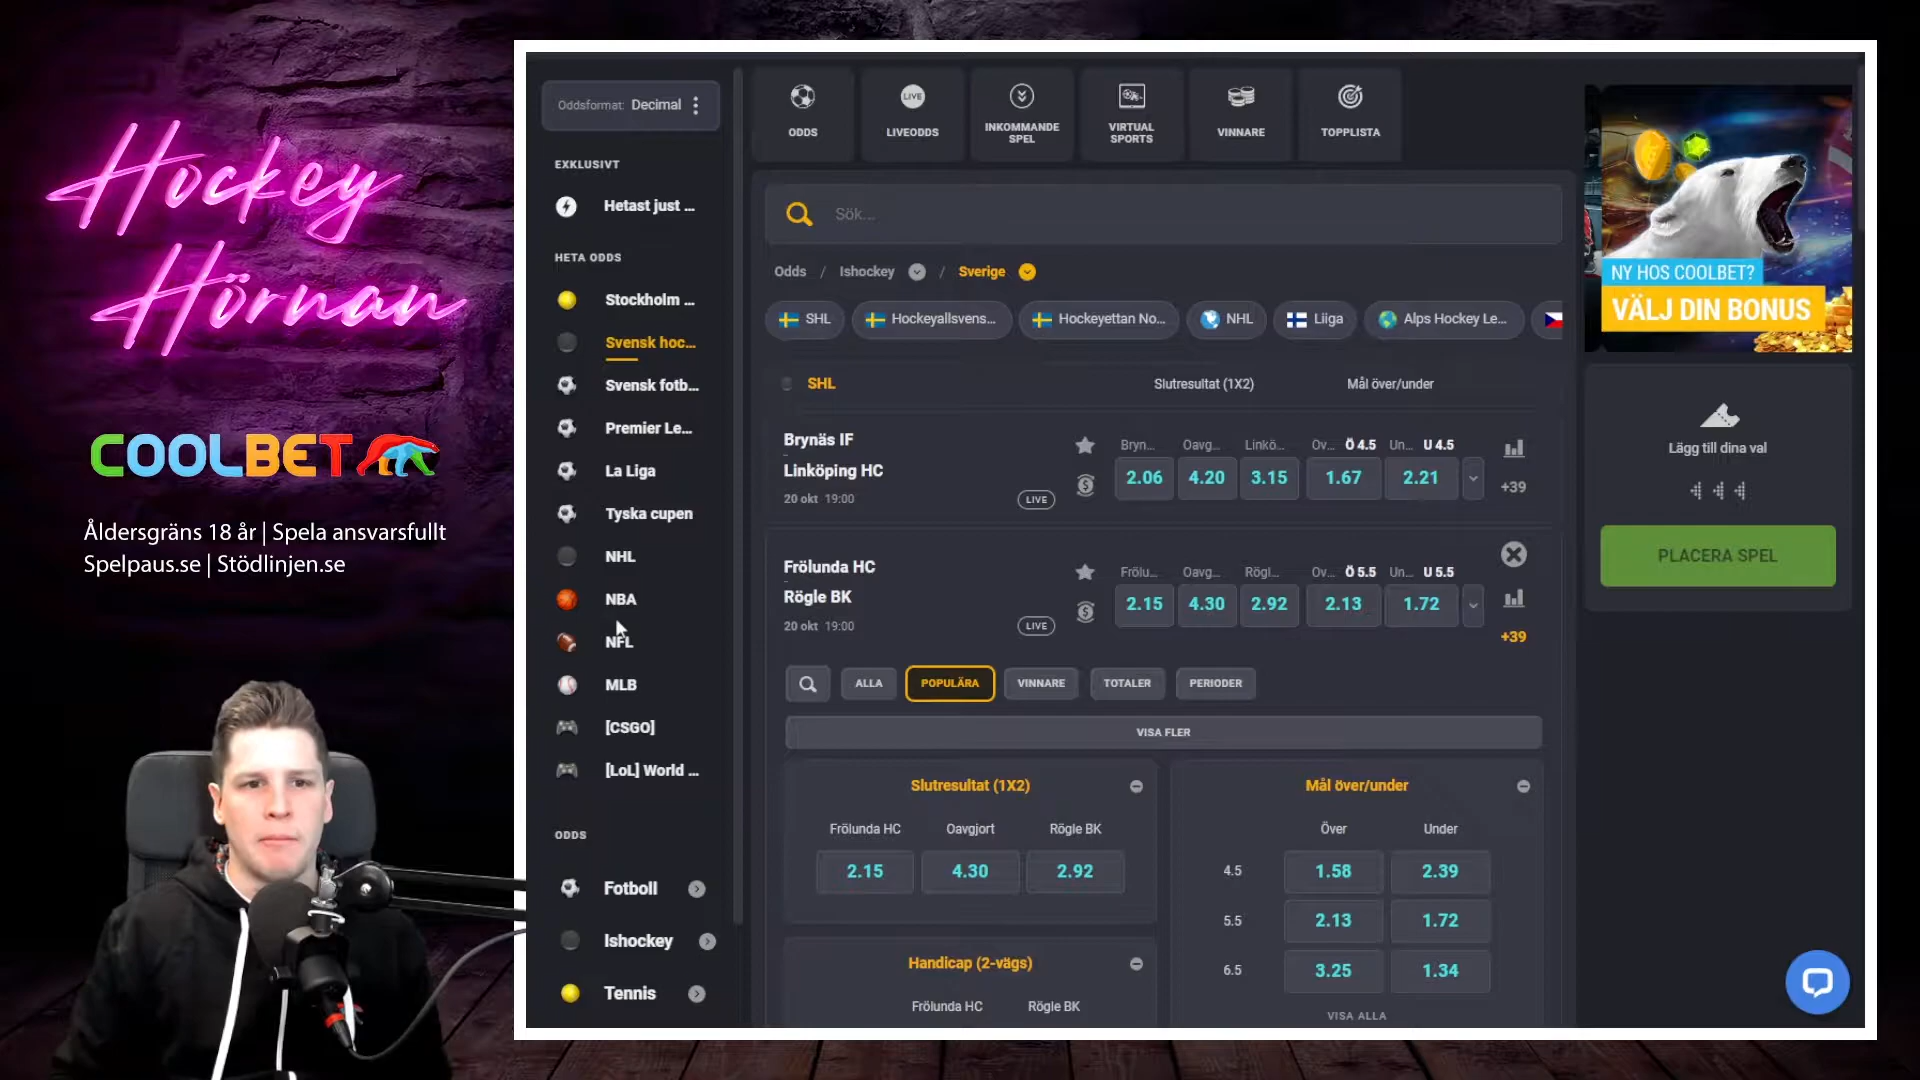 Hockey
Hörnan
COOLBET
Åldersgräns 18 år | Spela ansvarsfullt
Spelpaus.se | Stödlinjen.se
Oddsformat: Decimal
EXKLUSIVT
Hetast just ...
HETA ODDS
Stockholm ...
Svensk hoc...
Svensk fotb...
Premier Le...
La Liga
Tyska cupen
NHL
NBA
NFL
MLB
[CSGO]
[LoL] World ...
ODDS
Fotboll
Ishockey
Tennis
ODDS
LIVE
LIVEODDS
INKOMMANDE
SPEL
VIRTUAL
SPORTS
VINNARE
TOPPLISTA
Sök...
Odds / Ishockey / Sverige
SHL
Hockeyallsvens...
Hockeyettan No...
NHL
Liiga
Alps Hockey Le...
SHL Slutresultat (1X2) Mål över/under
Brynäs IF
-
Linköping HC
20 okt 19:00
LIVE
Bryn... Oavg... Linkö... Ov... Ö 4.5 Un... U 4.5
2.06 4.20 3.15 1.67 2.21
+39
Frölunda HC
-
Rögle BK
20 okt 19:00
LIVE
Frölu... Oavg... Rögl... Ov... Ö 5.5 Un... U 5.5
2.15 4.30 2.92 2.13 1.72
+39
ALLA
POPULÄRA
VINNARE
TOTALER
PERIODER
VISA FLER
Slutresultat (1X2)
Frölunda HC Oavgjort Rögle BK
2.15 4.30 2.92
Handicap (2-vägs)
Frölunda HC Rögle BK
Mål över/under
Över Under
4.5 1.58 2.39
5.5 2.13 1.72
6.5 3.25 1.34
VISA ALLA
NY HOS COOLBET?
VÄLJ DIN BONUS
Lägg till dina val
PLACERA SPEL